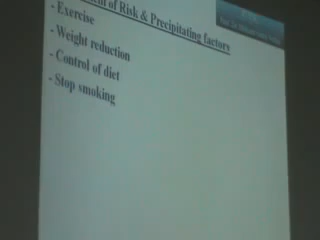 of Risk & Precipitating factors
- Exercise
- Weight reduction
- Control of diet
- Stop smoking